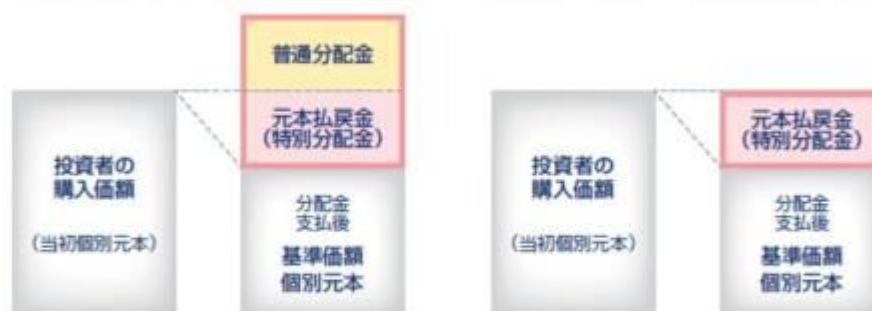 普通分配金
元本払戻金
(特別分配金)
投資者の
購入価額
(当初個別元本)
分配金
支払後
基準価額
個別元本
元本払戻金
(特別分配金)
投資者の
購入価額
(当初個別元本)
分配金
支払後
基準価額
個別元本